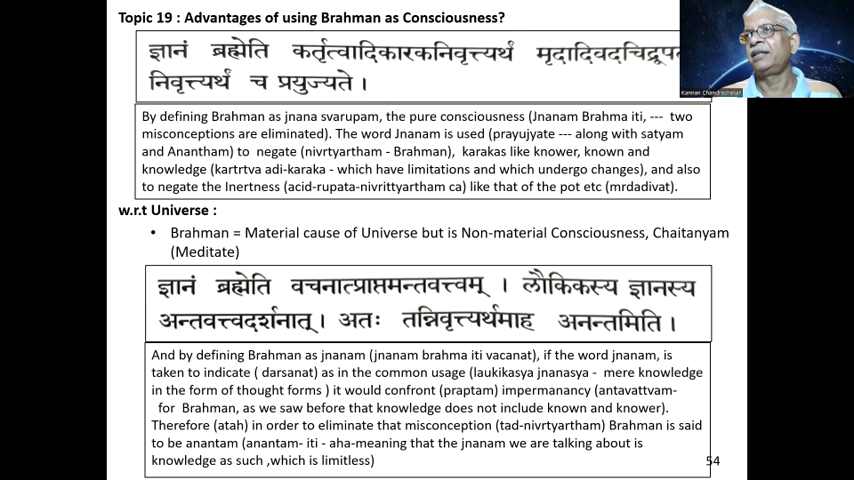 Topic 19 : Advantages of using Brahman as Consciousness?
ज्ञानं ब्रह्मेति कर्तृत्वादिकारकनिवृत्त्यर्थं मृदादिवदचिद्रूपत
निवृत्त्यर्थं च प्रयुज्यते ।
Kannan Chandrasekar
By defining Brahman as jnana svarupam, the pure consciousness (Jnanam Brahma iti, --- two
misconceptions are eliminated). The word Jnanam is used (prayujyate --- along with satyam
and Anantham) to negate (nivrtyartham - Brahman), karakas like knower, known and
knowledge (kartrtva adi-karaka - which have limitations and which undergo changes), and also
to negate the Inertness (acid-rupata-nivrittyartham ca) like that of the pot etc (mrdadivat).
w.r.t Universe :
• Brahman = Material cause of Universe but is Non-material Consciousness, Chaitanyam
(Meditate)
ज्ञानं ब्रह्मेति वचनात्प्राप्तमन्तवत्त्वम् । लौकिकस्य ज्ञानस्य
अन्तवत्त्वदर्शनात् । अतः तन्निवृत्त्यर्थमाह अनन्तमिति ।
And by defining Brahman as jnanam (jnanam brahma iti vacanat), if the word jnanam, is
taken to indicate ( darsanat) as in the common usage (laukikasya jnanasya - mere knowledge
in the form of thought forms ) it would confront (praptam) impermanancy (antavattvam-
for Brahman, as we saw before that knowledge does not include known and knower).
Therefore (atah) in order to eliminate that misconception (tad-nivrtyartham) Brahman is said
to be anantam (anantam- iti - aha-meaning that the jnanam we are talking about is
knowledge as such ,which is limitless)
54